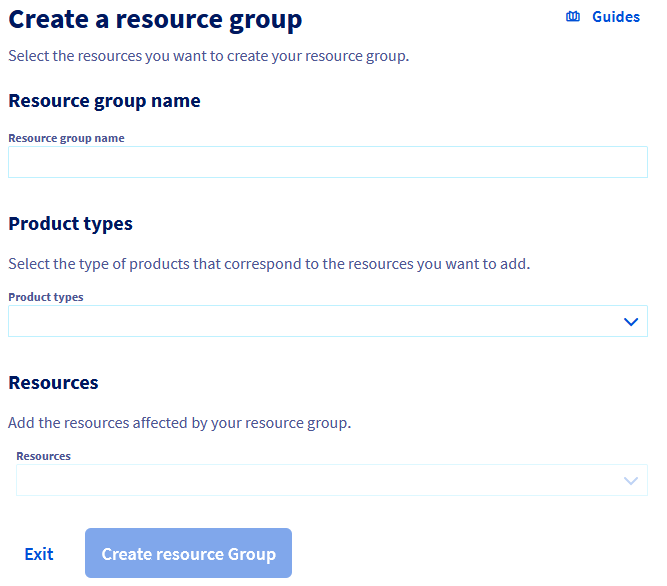 Create a resource group
Guides
Select the resources you want to create your resource group.
Resource group name
Resource group name
Product types
Select the type of products that correspond to the resources you want to add.
Product types
Resources
Add the resources affected by your resource group.
Resources
Exit
Create resource Group